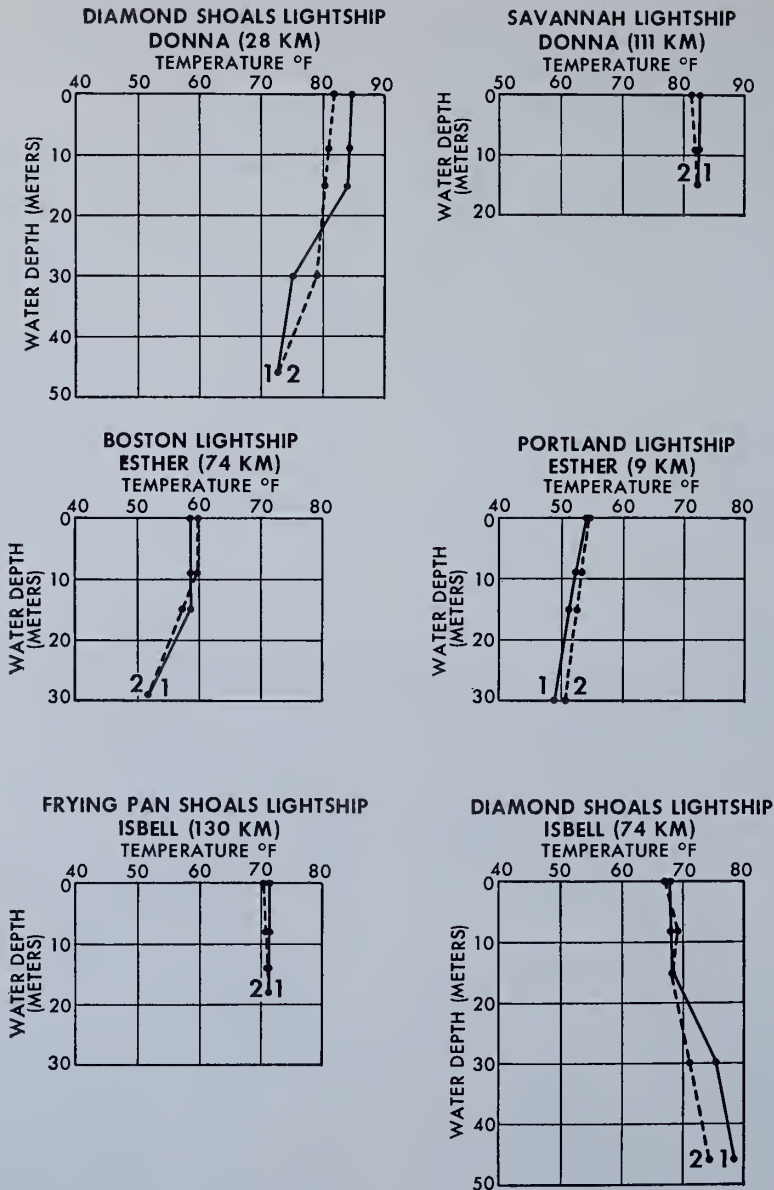 DIAMOND SHOALS LIGHTSHIP
DONNA (28 KM)
TEMPERATURE °F
40 50 60 70 80 90
0
10
20
30
40
50
WATER DEPTH (METERS)
1 2
SAVANNAH LIGHTSHIP
DONNA (111 KM)
TEMPERATURE °F
50 60 70 80 90
0
10
20
WATER DEPTH
(METERS)
2 1
BOSTON LIGHTSHIP
ESTHER (74 KM)
TEMPERATURE °F
40 50 60 70 80
0
10
20
30
WATER DEPTH
(METERS)
2 1
PORTLAND LIGHTSHIP
ESTHER (9 KM)
TEMPERATURE °F
40 50 60 70 80
0
10
20
30
WATER DEPTH
(METERS)
1 2
FRYING PAN SHOALS LIGHTSHIP
ISBELL (130 KM)
TEMPERATURE °F
40 50 60 70 80
0
10
20
30
WATER DEPTH
(METERS)
2 1
DIAMOND SHOALS LIGHTSHIP
ISBELL (74 KM)
TEMPERATURE °F
40 50 60 70 80
0
10
20
30
40
50
WATER DEPTH (METERS)
2 1